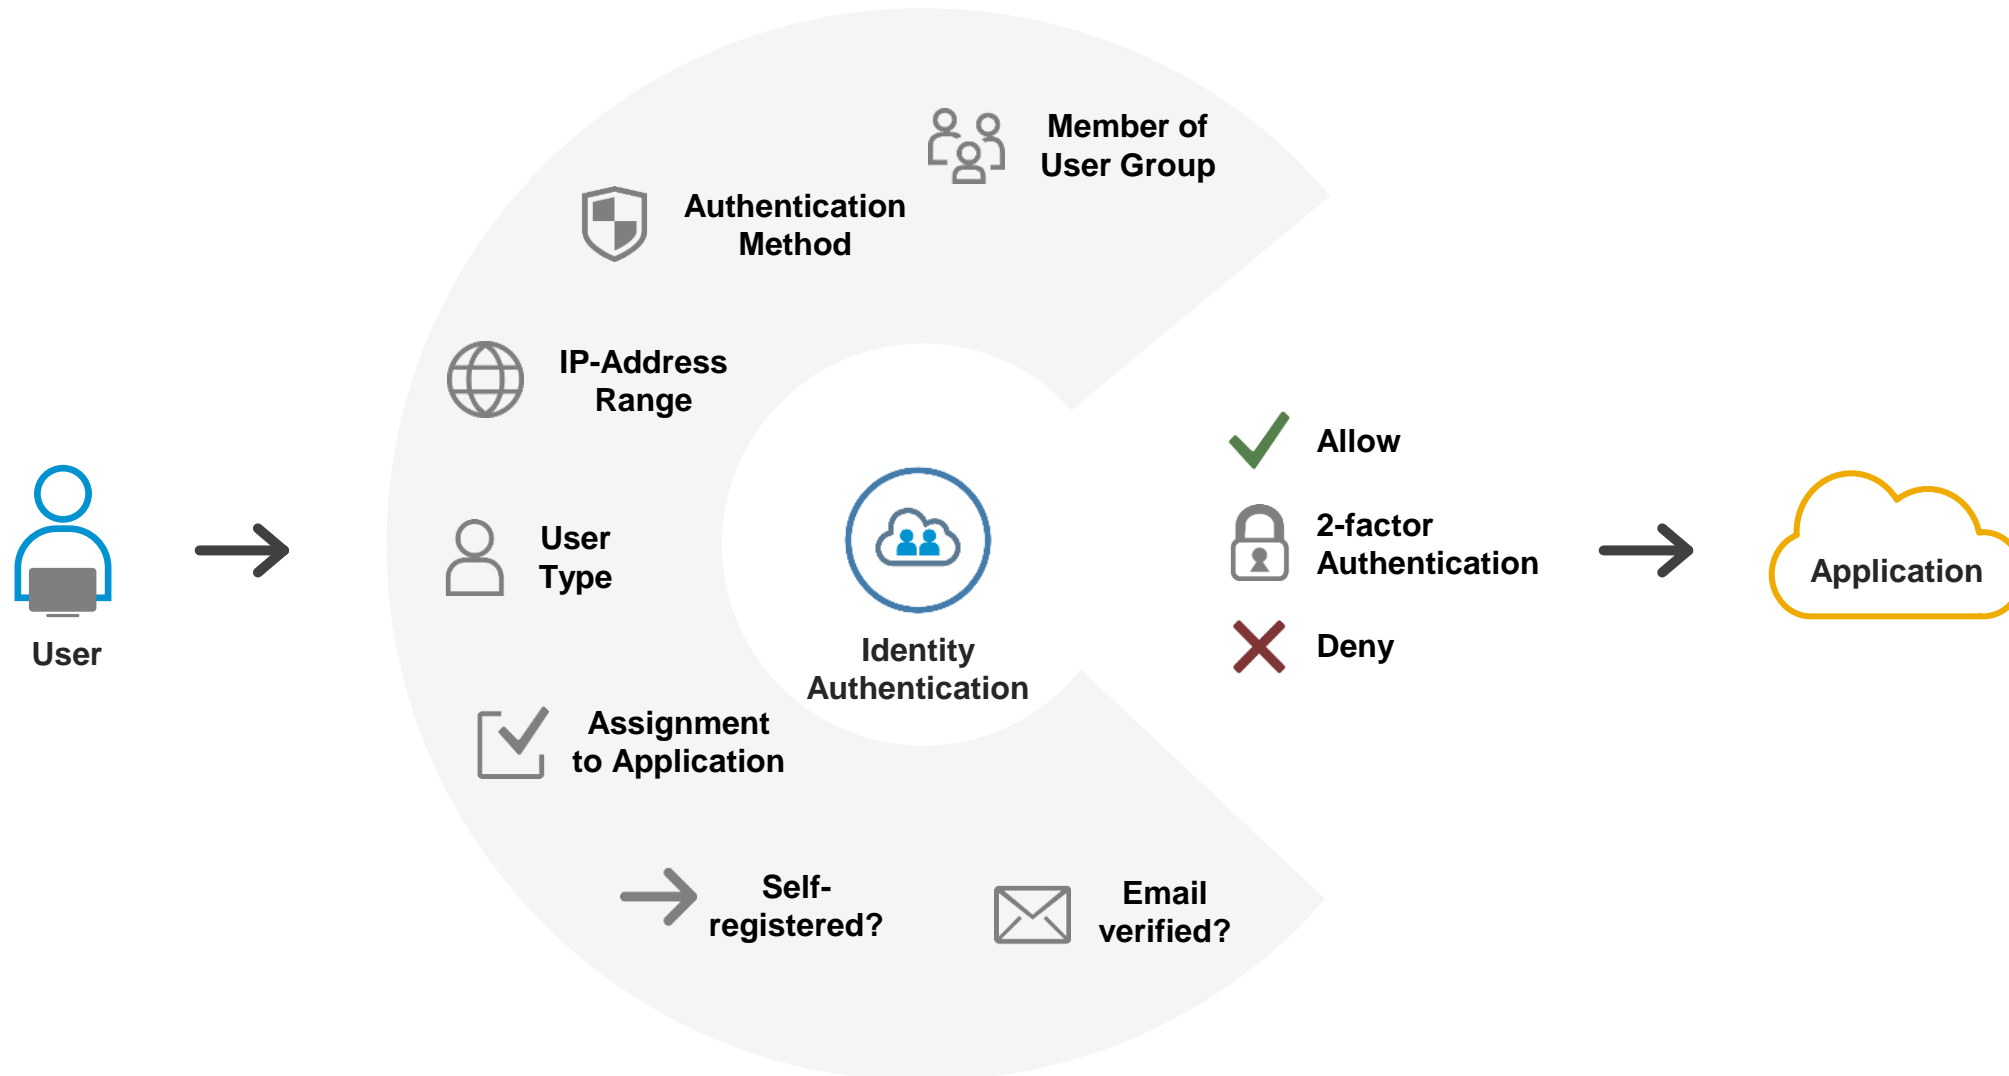 Member of
User Group
Authentication
Method
IP-Address
Range
User
Type
Assignment
to Application
Self-
registered?
Email
verified?
User
Identity
Authentication
Allow
2-factor
Authentication
Deny
Application